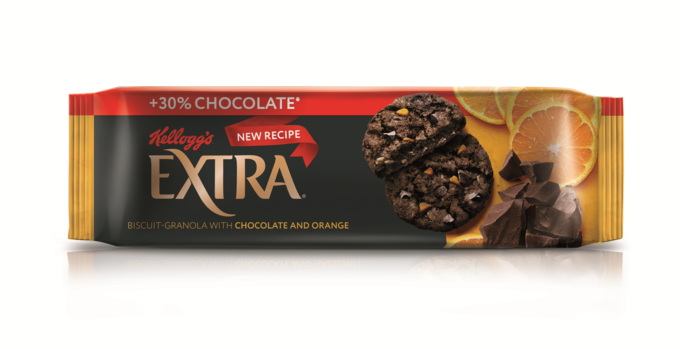 +30% CHOCOLATE*
Kellogg's
NEW RECIPE
EXTRA®
BISCUIT-GRANOLA WITH CHOCOLATE AND ORANGE